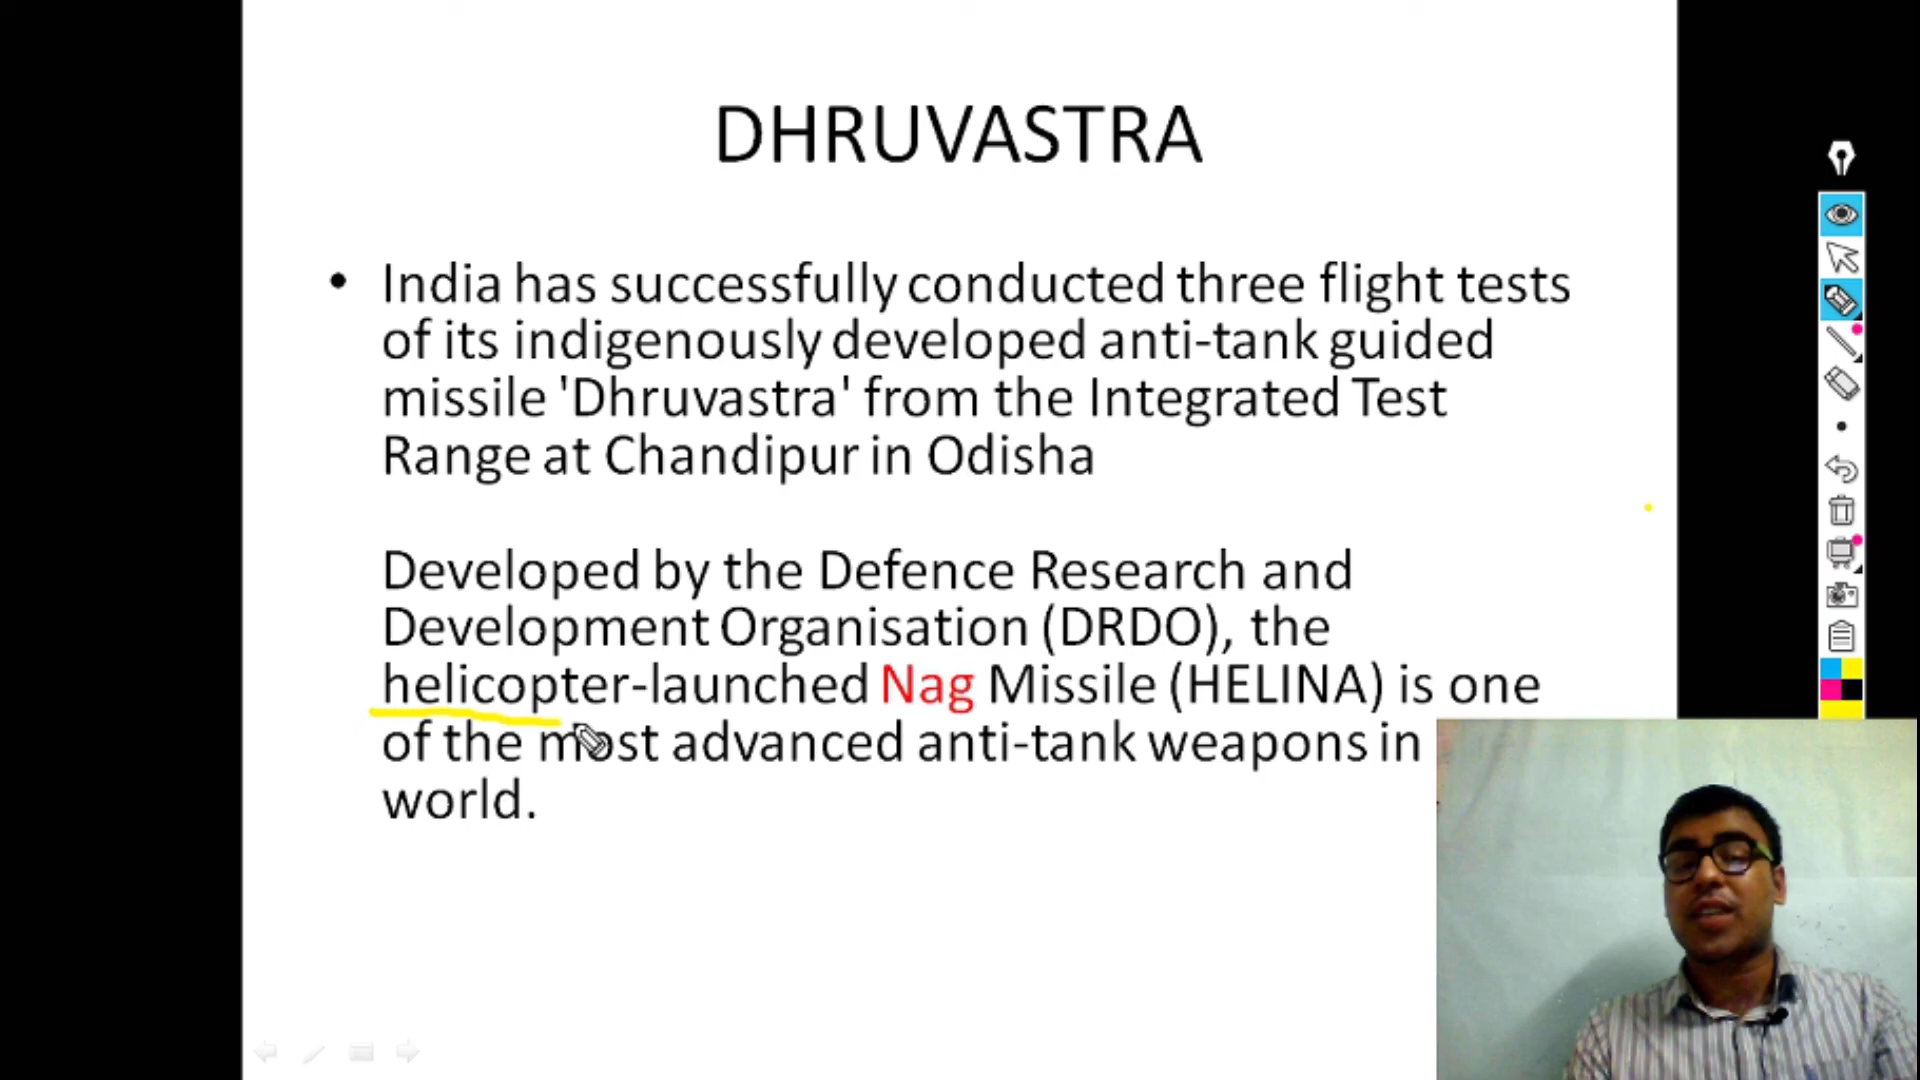 DHRUVASTRA
• India has successfully conducted three flight tests
of its indigenously developed anti-tank guided
missile 'Dhruvastra' from the Integrated Test
Range at Chandipur in Odisha
Developed by the Defence Research and
Development Organisation (DRDO), the
helicopter-launched Nag Missile (HELINA) is one
of the most advanced anti-tank weapons in
world.